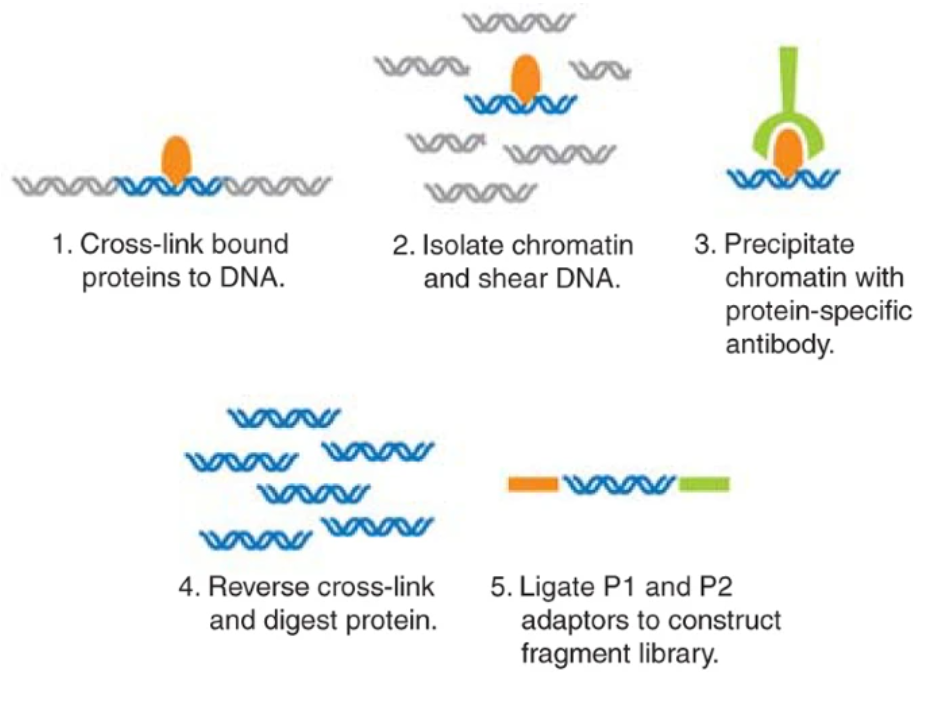 1. Cross-link bound
proteins to DNA.
2. Isolate chromatin
and shear DNA.
3. Precipitate
chromatin with
protein-specific
antibody.
4. Reverse cross-link
and digest protein.
5. Ligate P1 and P2
adaptors to construct
fragment library.